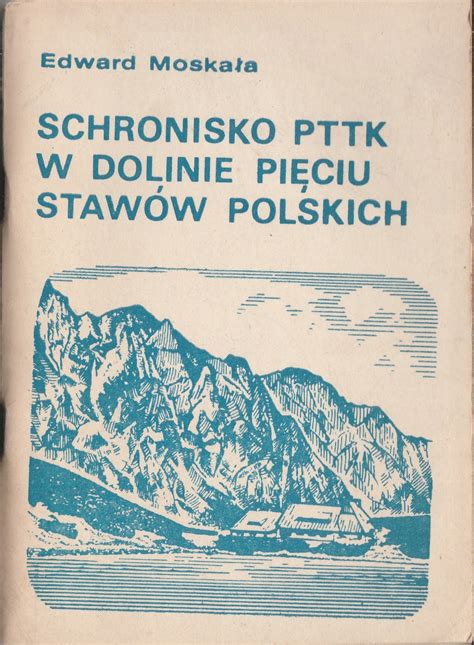 Edward Moskała
SCHRONISKO PTTK
W DOLINIE PIĘCIU
STAWÓW POLSKICH